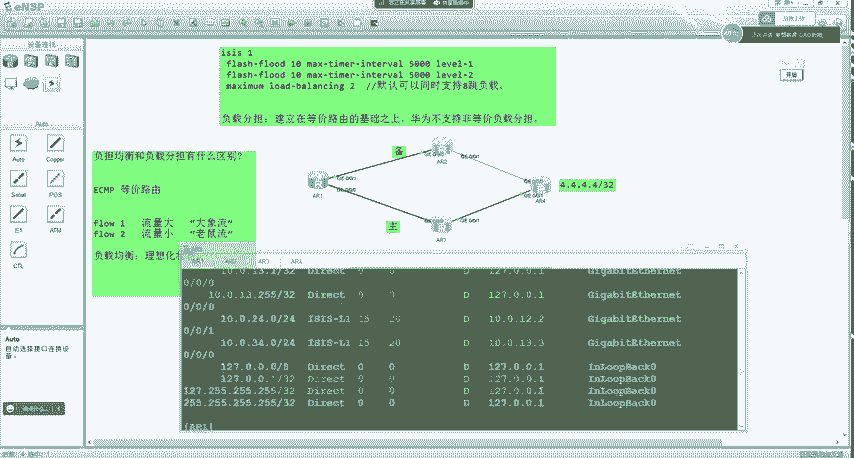 eNSP
isis 1
flash-flood 10 max-timer-interval 5000 level-1
flash-flood 10 max-timer-interval 5000 level-2
maximum load-balancing 2 //默认可以同时支持8跳负载。
负载分担：建立在等价路由的基础之上，华为不支持非等价负载分担。
设备连线
开启
Auto
Auto
Copper
Serial
POS
E1
ATM
CTL
负担均衡和负载分担有什么区别？
ECMP 等价路由
flow 1 流量大 “大象流”
flow 2 流量小 “老鼠流”
负载均衡：理想化
备
主
AR1
AR2
4.4.4.4/32
10.0.13.1/32 Direct 0 0 D 127.0.0.1 GigabitEthernet
0/0/0
10.0.13.255/32 Direct 0 0 D 127.0.0.1 GigabitEthernet
0/0/0
10.0.24.0/24 ISIS-L1 15 20 D 10.0.12.2 GigabitEthernet
0/0/1
10.0.34.0/24 ISIS-L1 15 20 D 10.0.13.3 GigabitEthernet
0/0/0
127.0.0.0/8 Direct 0 0 D 127.0.0.1 InLoopBack0
127.0.0.1/32 Direct 0 0 D 127.0.0.1 InLoopBack0
127.255.255.255/32 Direct 0 0 D 127.0.0.1 InLoopBack0
255.255.255.255/32 Direct 0 0 D 127.0.0.1 InLoopBack0
[AR1]
Auto
自动选择接口连接设备。